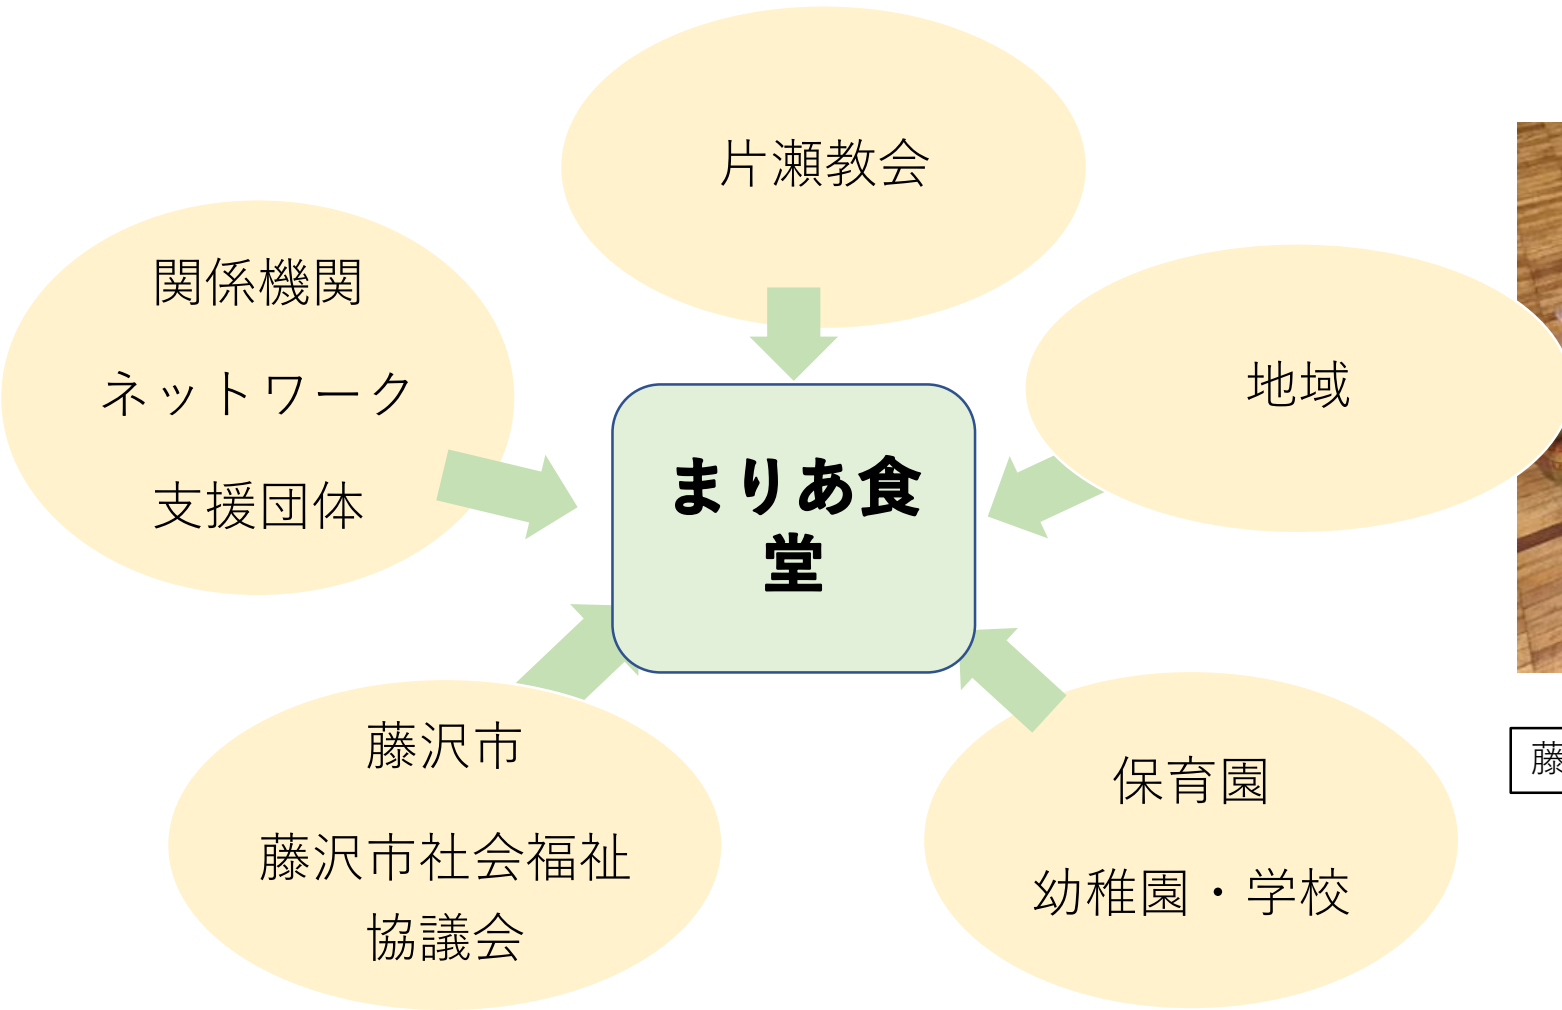 片瀬教会
関係機関
ネットワーク
支援団体
地域
まりあ食
堂
藤沢市
藤沢市社会福祉
協議会
保育園
幼稚園・学校
藤